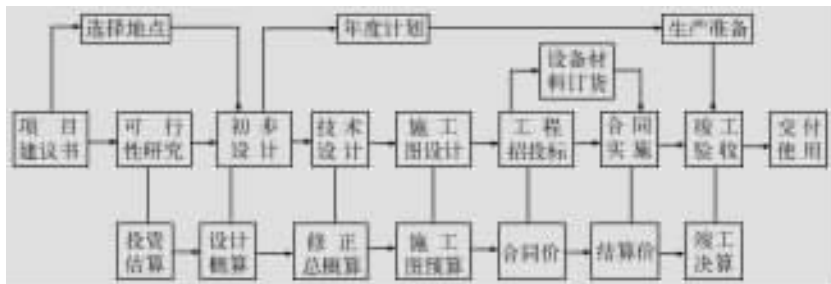 选择地点
年度计划
生产准备
设备材
料订货
项目
建议书
可行
性研究
初步
设计
技术
设计
施工
图设计
工程
招投标
合同
实施
竣工
验收
交付
使用
投资
估算
设计
概算
修正
总概算
施工
图预算
合同价
结算价
竣工
决算